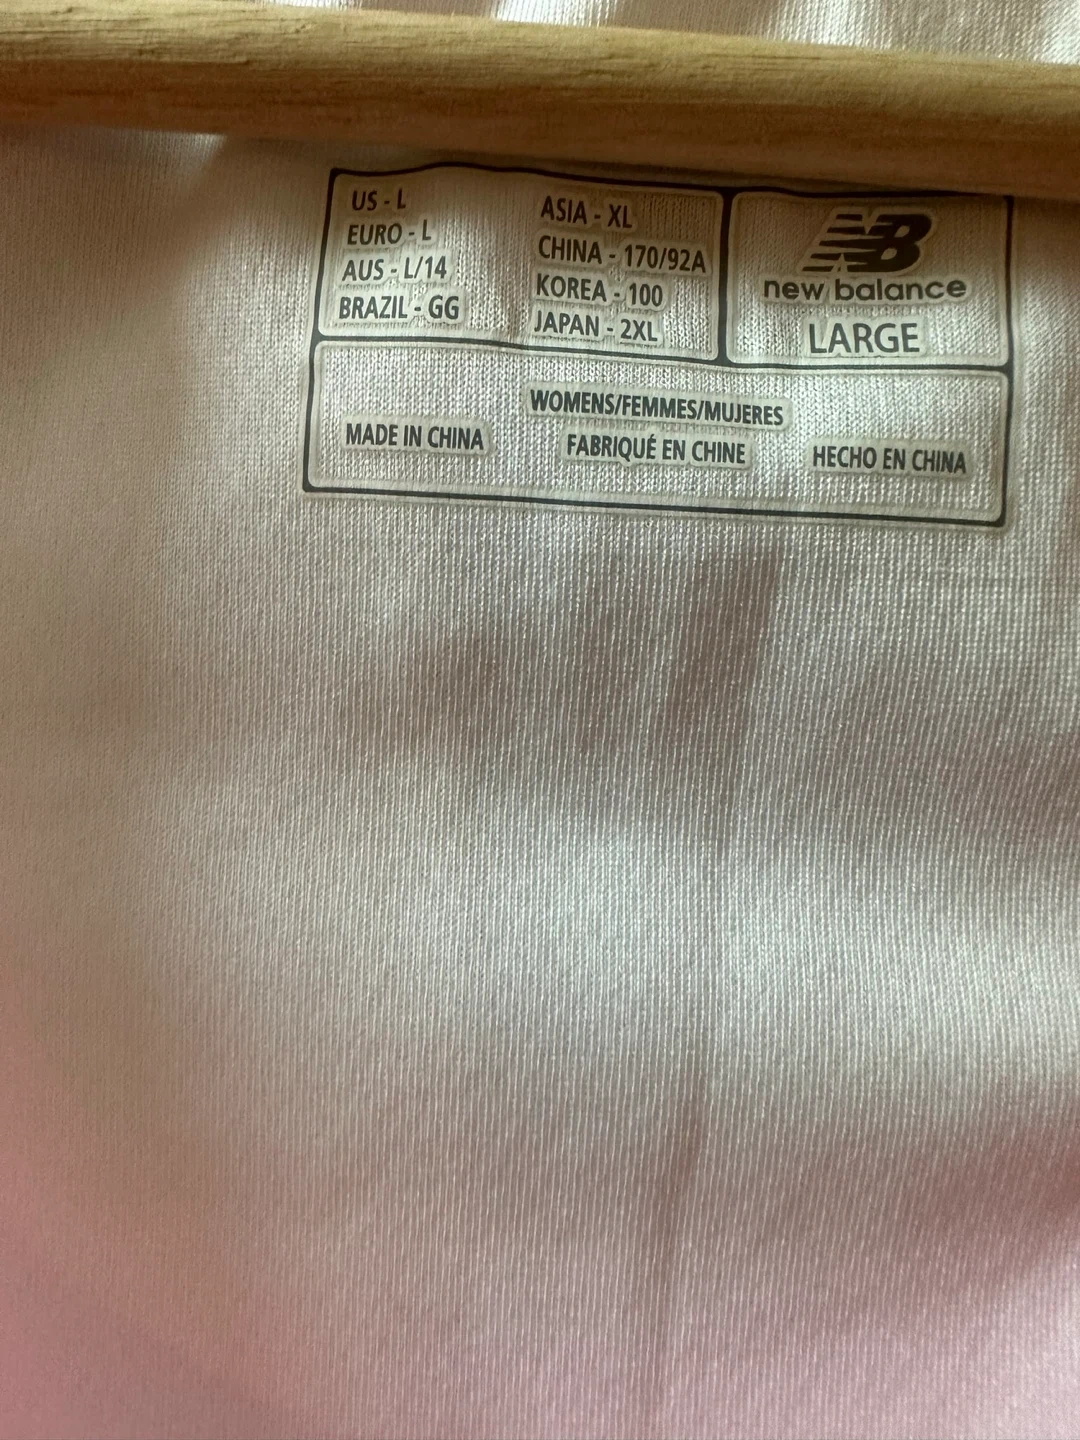 US - L
EURO - L
AUS - L/14
BRAZIL - GG
ASIA - XL
CHINA - 170/92A
KOREA - 100
JAPAN - 2XL
NB
new balance
LARGE
WOMENS/FEMMES/MUJERES
MADE IN CHINA
FABRIQUÉ EN CHINE
HECHO EN CHINA